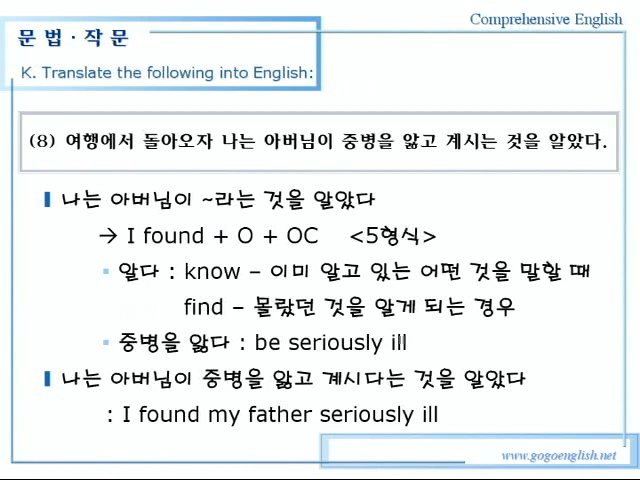 Comprehensive English
문 법 · 작 문
K. Translate the following into English:
(8) 여행에서 돌아오자 나는 아버님이 중병을 앓고 계시는 것을 알았다.
나는 아버님이 ~라는 것을 알았다
→ I found + O + OC <5형식>
알다 : know – 이미 알고 있는 어떤 것을 말할 때
find – 몰랐던 것을 알게 되는 경우
중병을 앓다 : be seriously ill
나는 아버님이 중병을 앓고 계시다는 것을 알았다
: I found my father seriously ill
www.gogoenglish.net